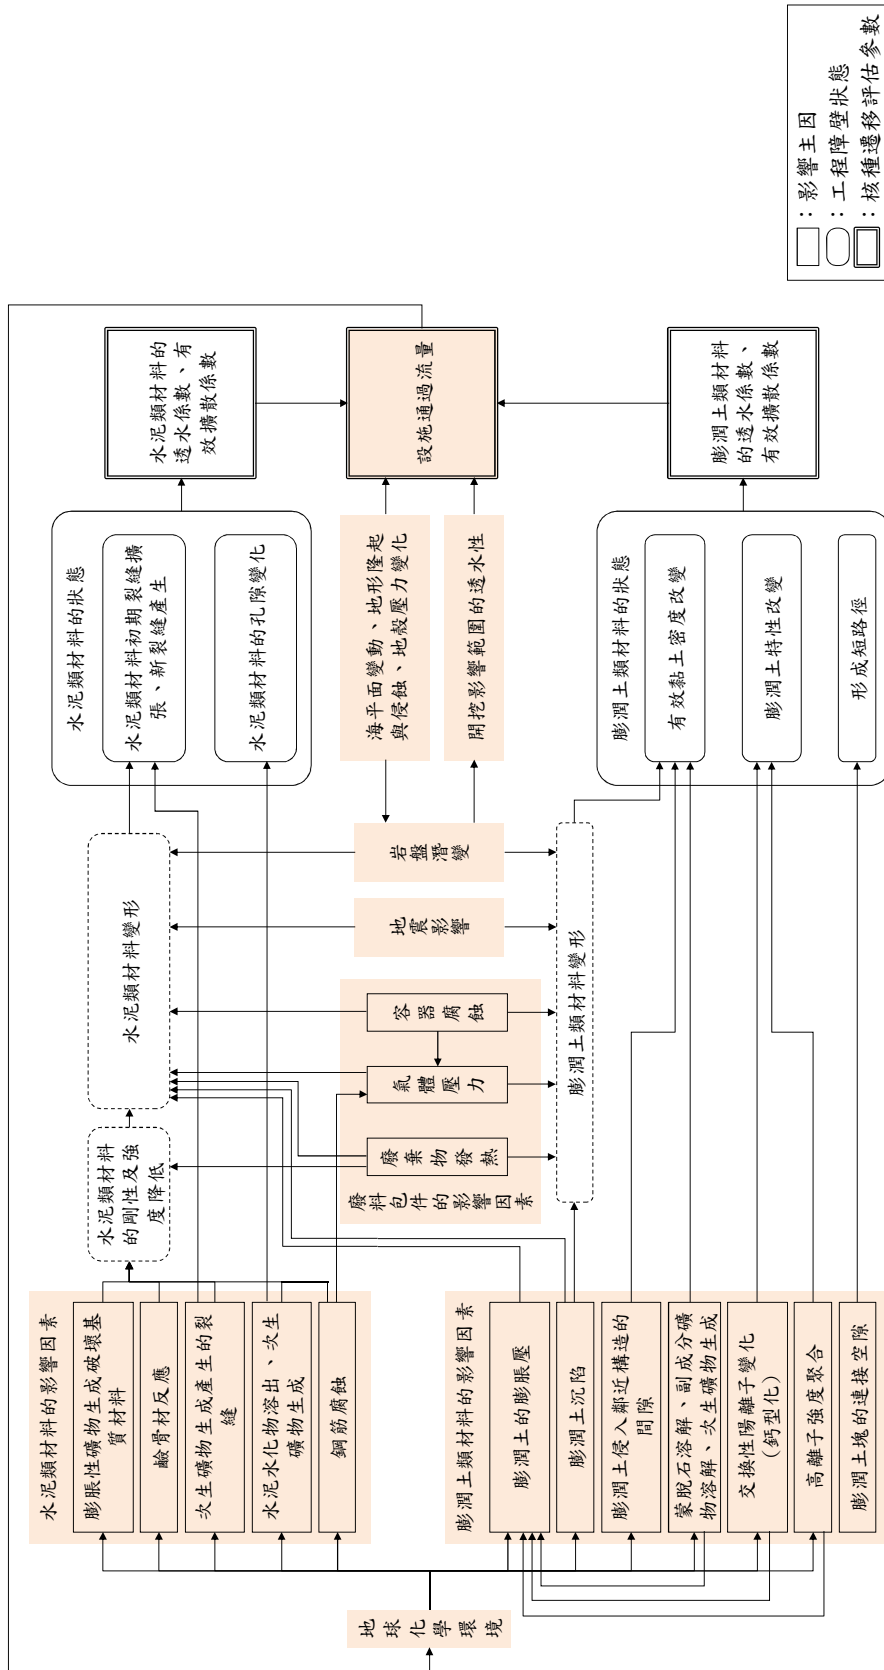 地球化學環境
水泥類材料的影響因素
膨脹性礦物生成破壞基
質材料
鹼骨材反應
次生礦物生成產生的裂
縫
水泥水化物溶出、次生
礦物生成
鋼筋腐蝕
膨潤土類材料的影響因素
膨潤土的膨脹壓
膨潤土沉陷
膨潤土侵入鄰近構造的
間隙
蒙脫石溶解、副成分礦
物溶解、次生礦物生成
交換性陽離子變化
（鈣型化）
高離子強度聚合
膨潤土塊的連接空隙
水泥類材料
的剛性及強
度降低
水泥類材料變形
廢料包件的影響因素
廢棄物發熱
氣體壓力
容器腐蝕
地震影響
岩盤潛變
膨潤土類材料變形
水泥類材料的狀態
水泥類材料初期裂縫擴
張、新裂縫產生
水泥類材料的孔隙變化
海平面變動、地形隆起
與侵蝕、地殼壓力變化
開挖影響範圍的透水性
膨潤土類材料的狀態
有效黏土密度改變
膨潤土特性改變
形成短路徑
水泥類材料的
透水係數、有
效擴散係數
設施通過流量
膨潤土類材料
的透水係數、
有效擴散係數
：影響主因
：工程障壁狀態
：核種遷移評估參數